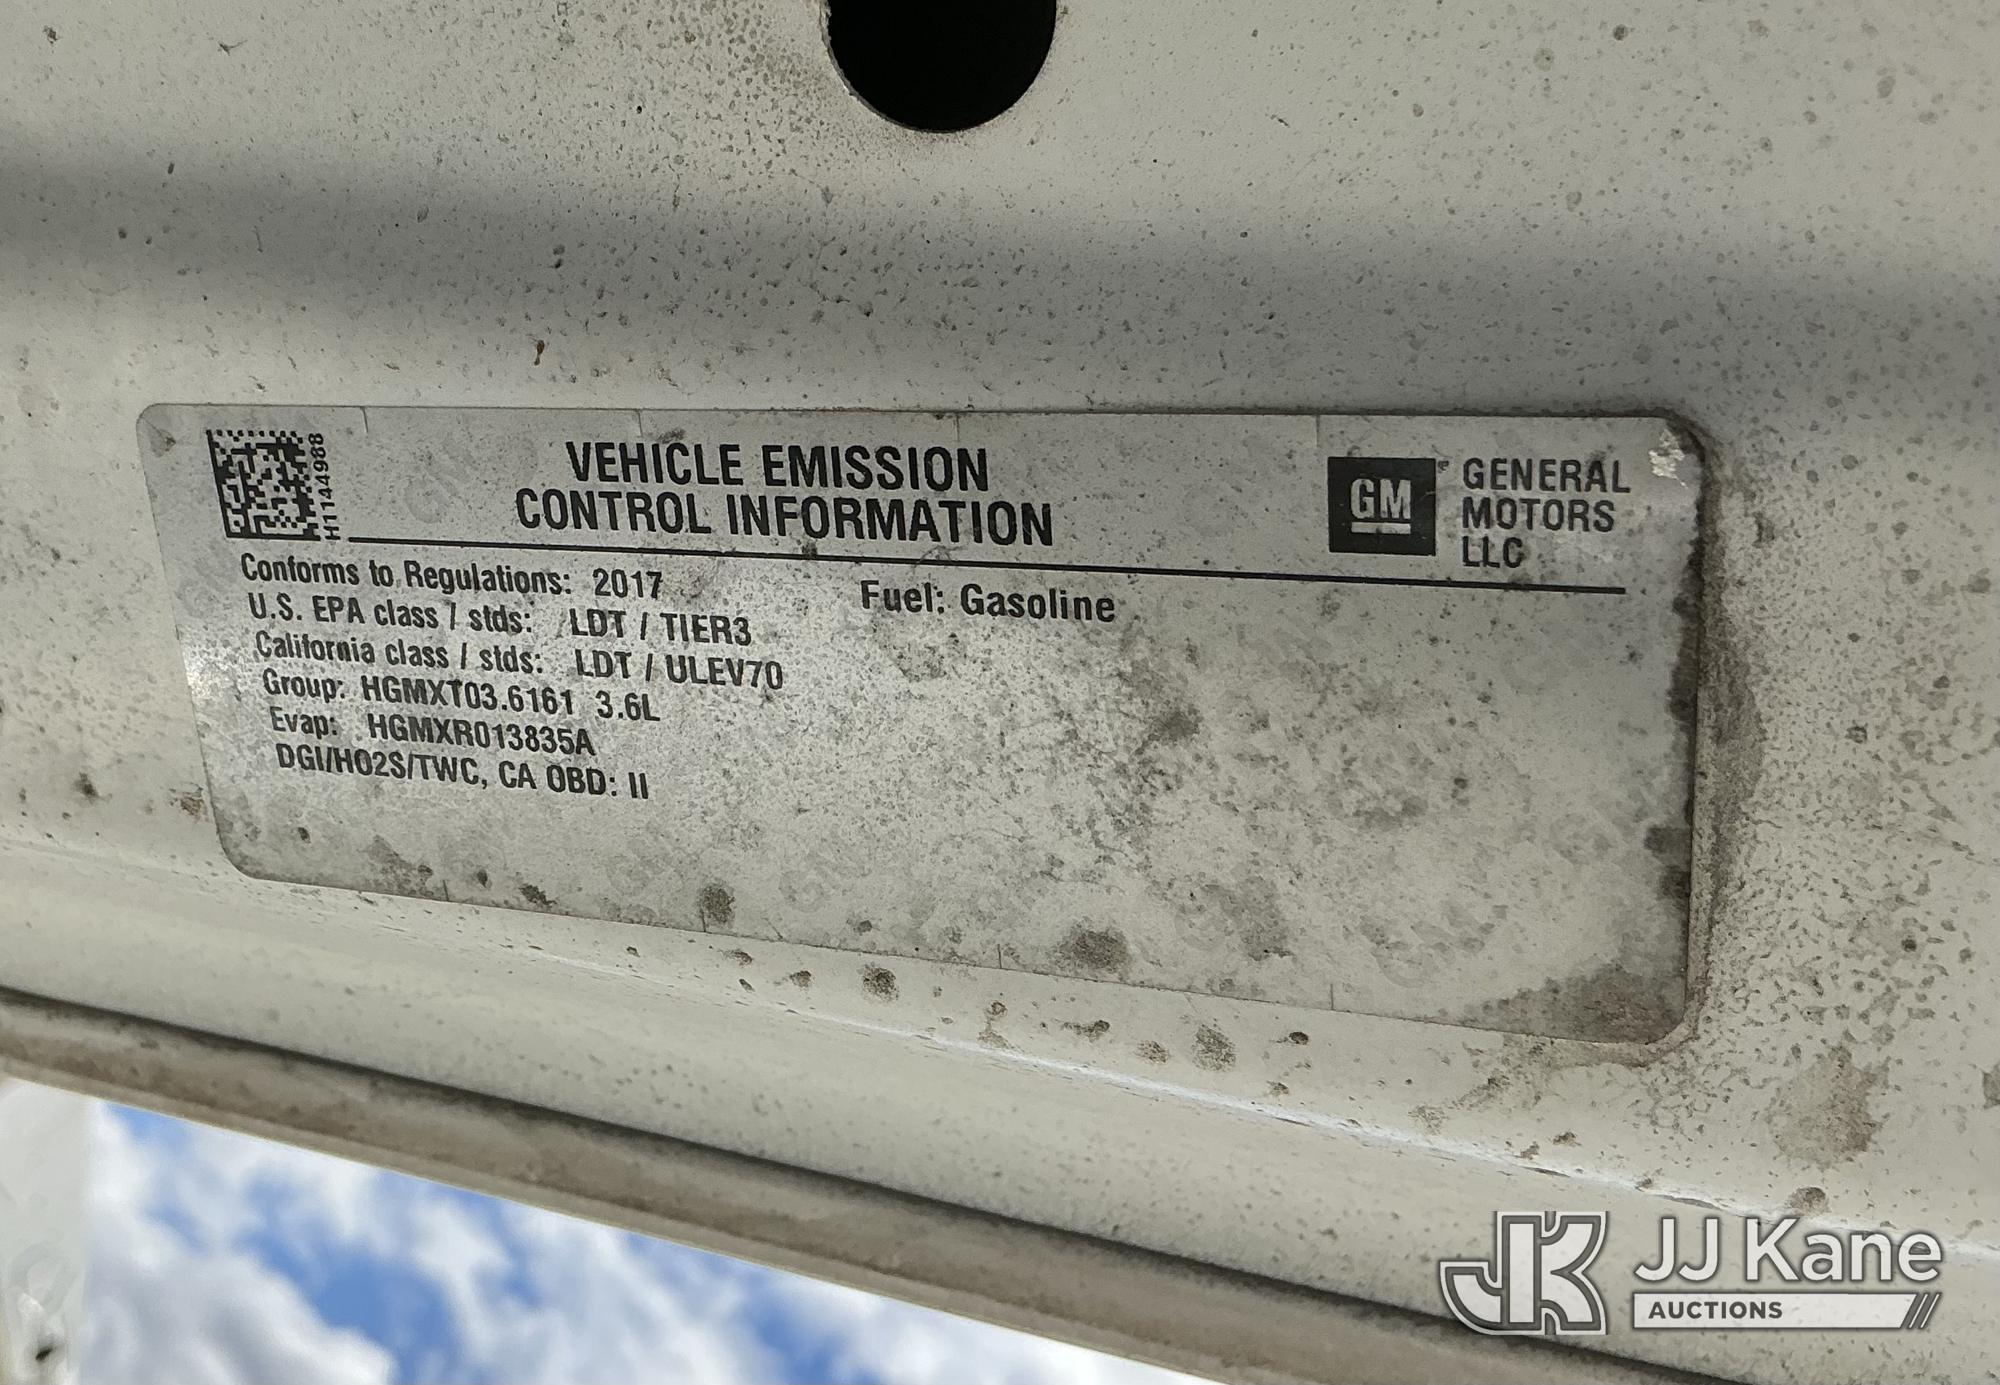 H1144988
VEHICLE EMISSION
CONTROL INFORMATION
GM
GENERAL
MOTORS
LLC
Conforms to Regulations: 2017
Fuel: Gasoline
U.S. EPA class / stds: LDT / TIER3
California class / stds: LDT / ULEV70
Group: HGMXT03.6161 3.6L
Evap: HGMXR013835A
DGI/HO2S/TWC, CA OBD: II
JK
JJ Kane
AUCTIONS